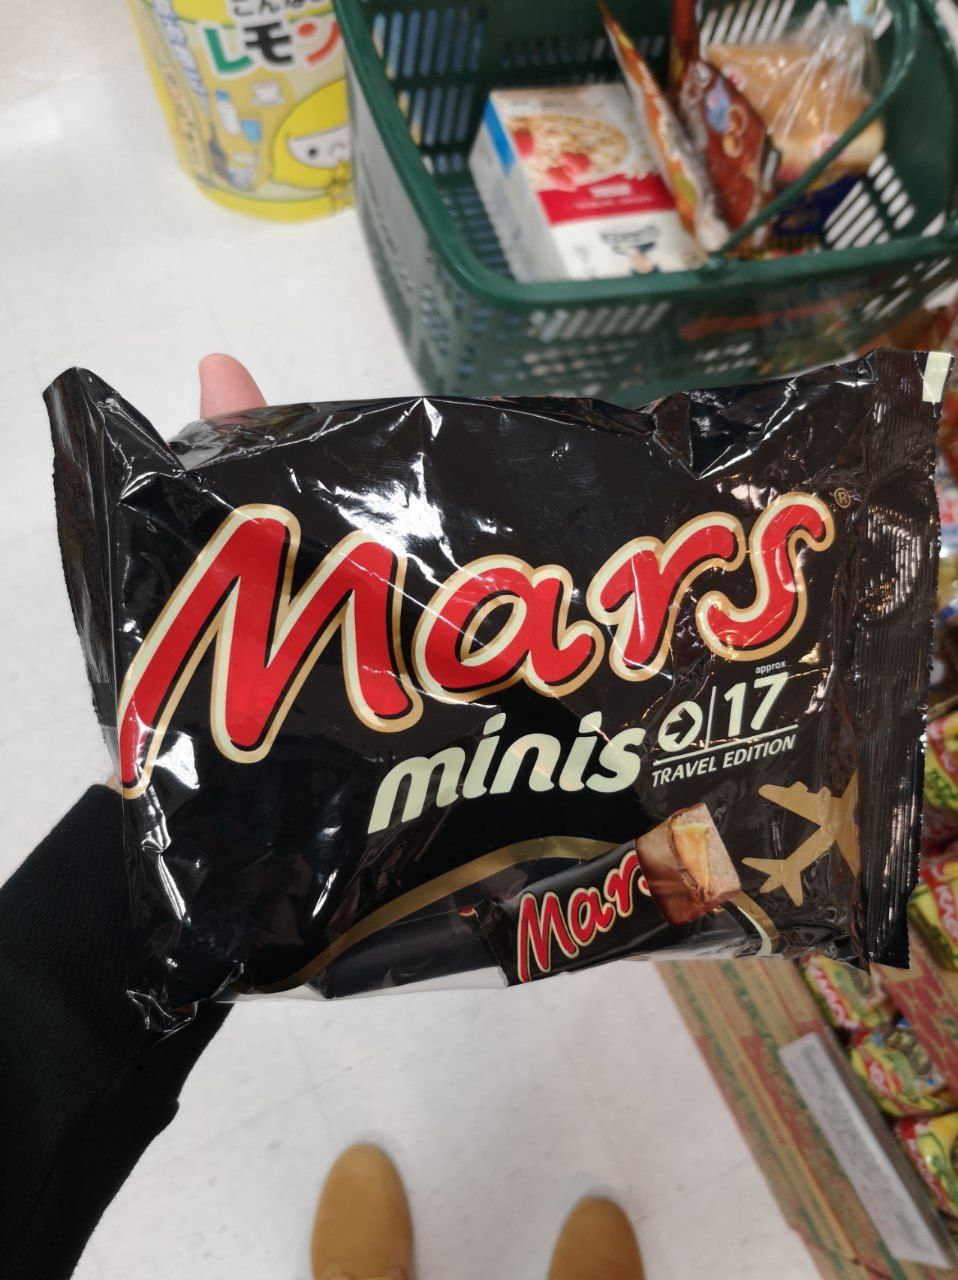 レモン
Mars®
minis
approx
17
TRAVEL EDITION
Mars